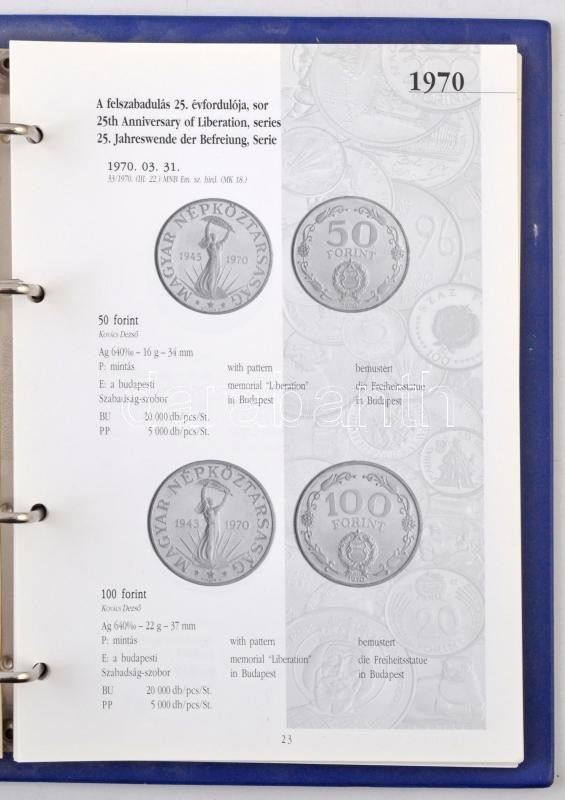 1970
A felszabadulás 25. évfordulója, sor
25th Anniversary of Liberation, series
25. Jahreswende der Befreiung, Serie
1970. 03. 31.
33/1970. (III. 22.) MNB Em. sz. hird. (MK 18.)
MAGYAR NÉPKÖZTÁRSASÁG
1945 1970
50
FORINT
50 forint
Kovács Dezső
Ag 640‰ – 16 g – 34 mm
P: mintás with pattern bemustert
E: a budapesti memorial "Liberation" die Freiheitsstatue
Szabadság-szobor in Budapest in Budapest
BU 20 000 db/pcs/St.
PP 5 000 db/pcs/St.
darabanth
MAGYAR NÉPKÖZTÁRSASÁG
1945 1970
100
FORINT
1970
100 forint
Kovács Dezső
Ag 640‰ – 22 g – 37 mm
P: mintás with pattern bemustert
E: a budapesti memorial "Liberation" die Freiheitsstatue
Szabadság-szobor in Budapest in Budapest
BU 20 000 db/pcs/St.
PP 5 000 db/pcs/St.
23